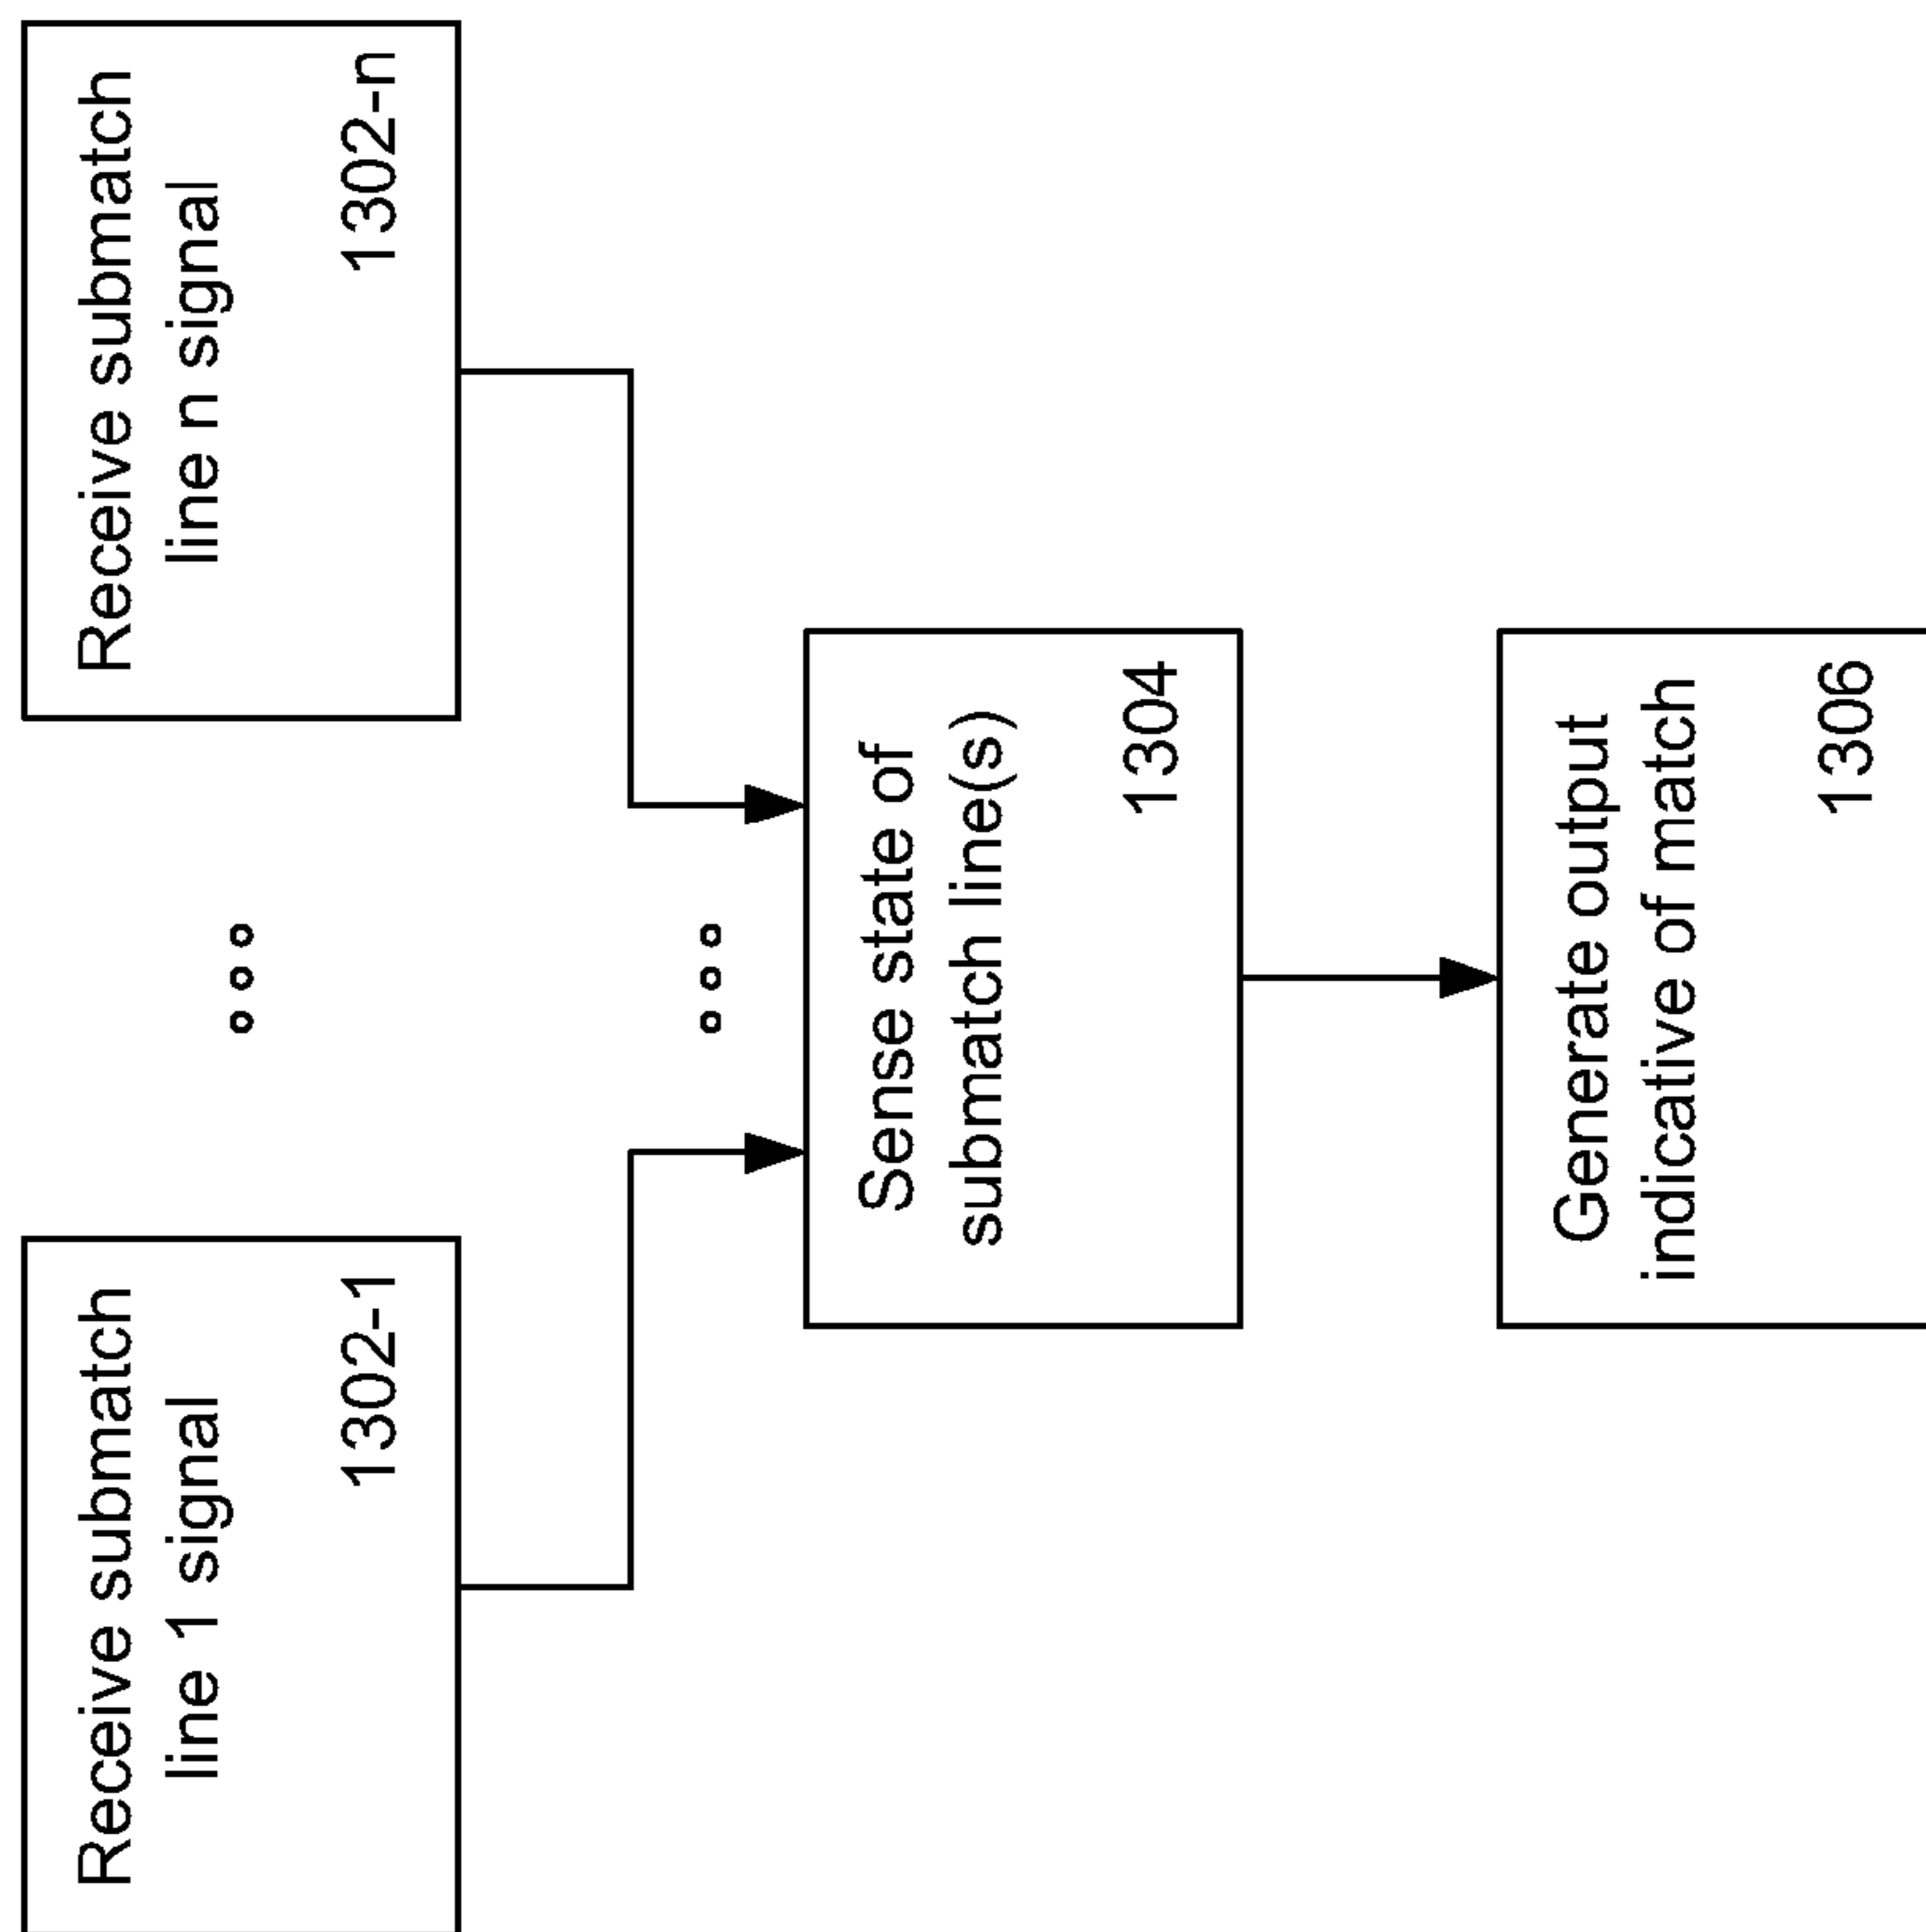 Receive submatch
line 1 signal
1302-1
Receive submatch
line n signal
1302-n
Sense state of
submatch line(s)
1304
Generate output
indicative of match
1306